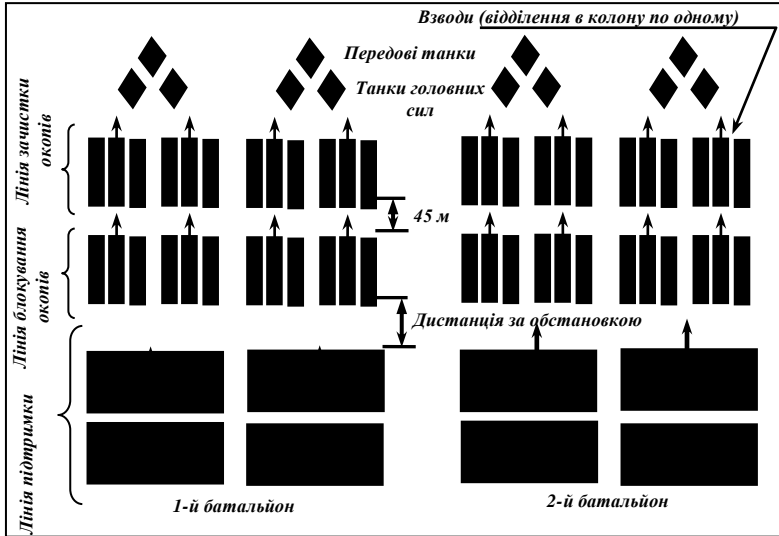 Взводи (відділення в колону по одному)
Передові танки
Танки головних
сил
Лінія зачистки
окопів
45 м
Лінія блокування
окопів
Дистанція за обстановкою
Лінія підтримки
1-й батальйон
2-й батальйон